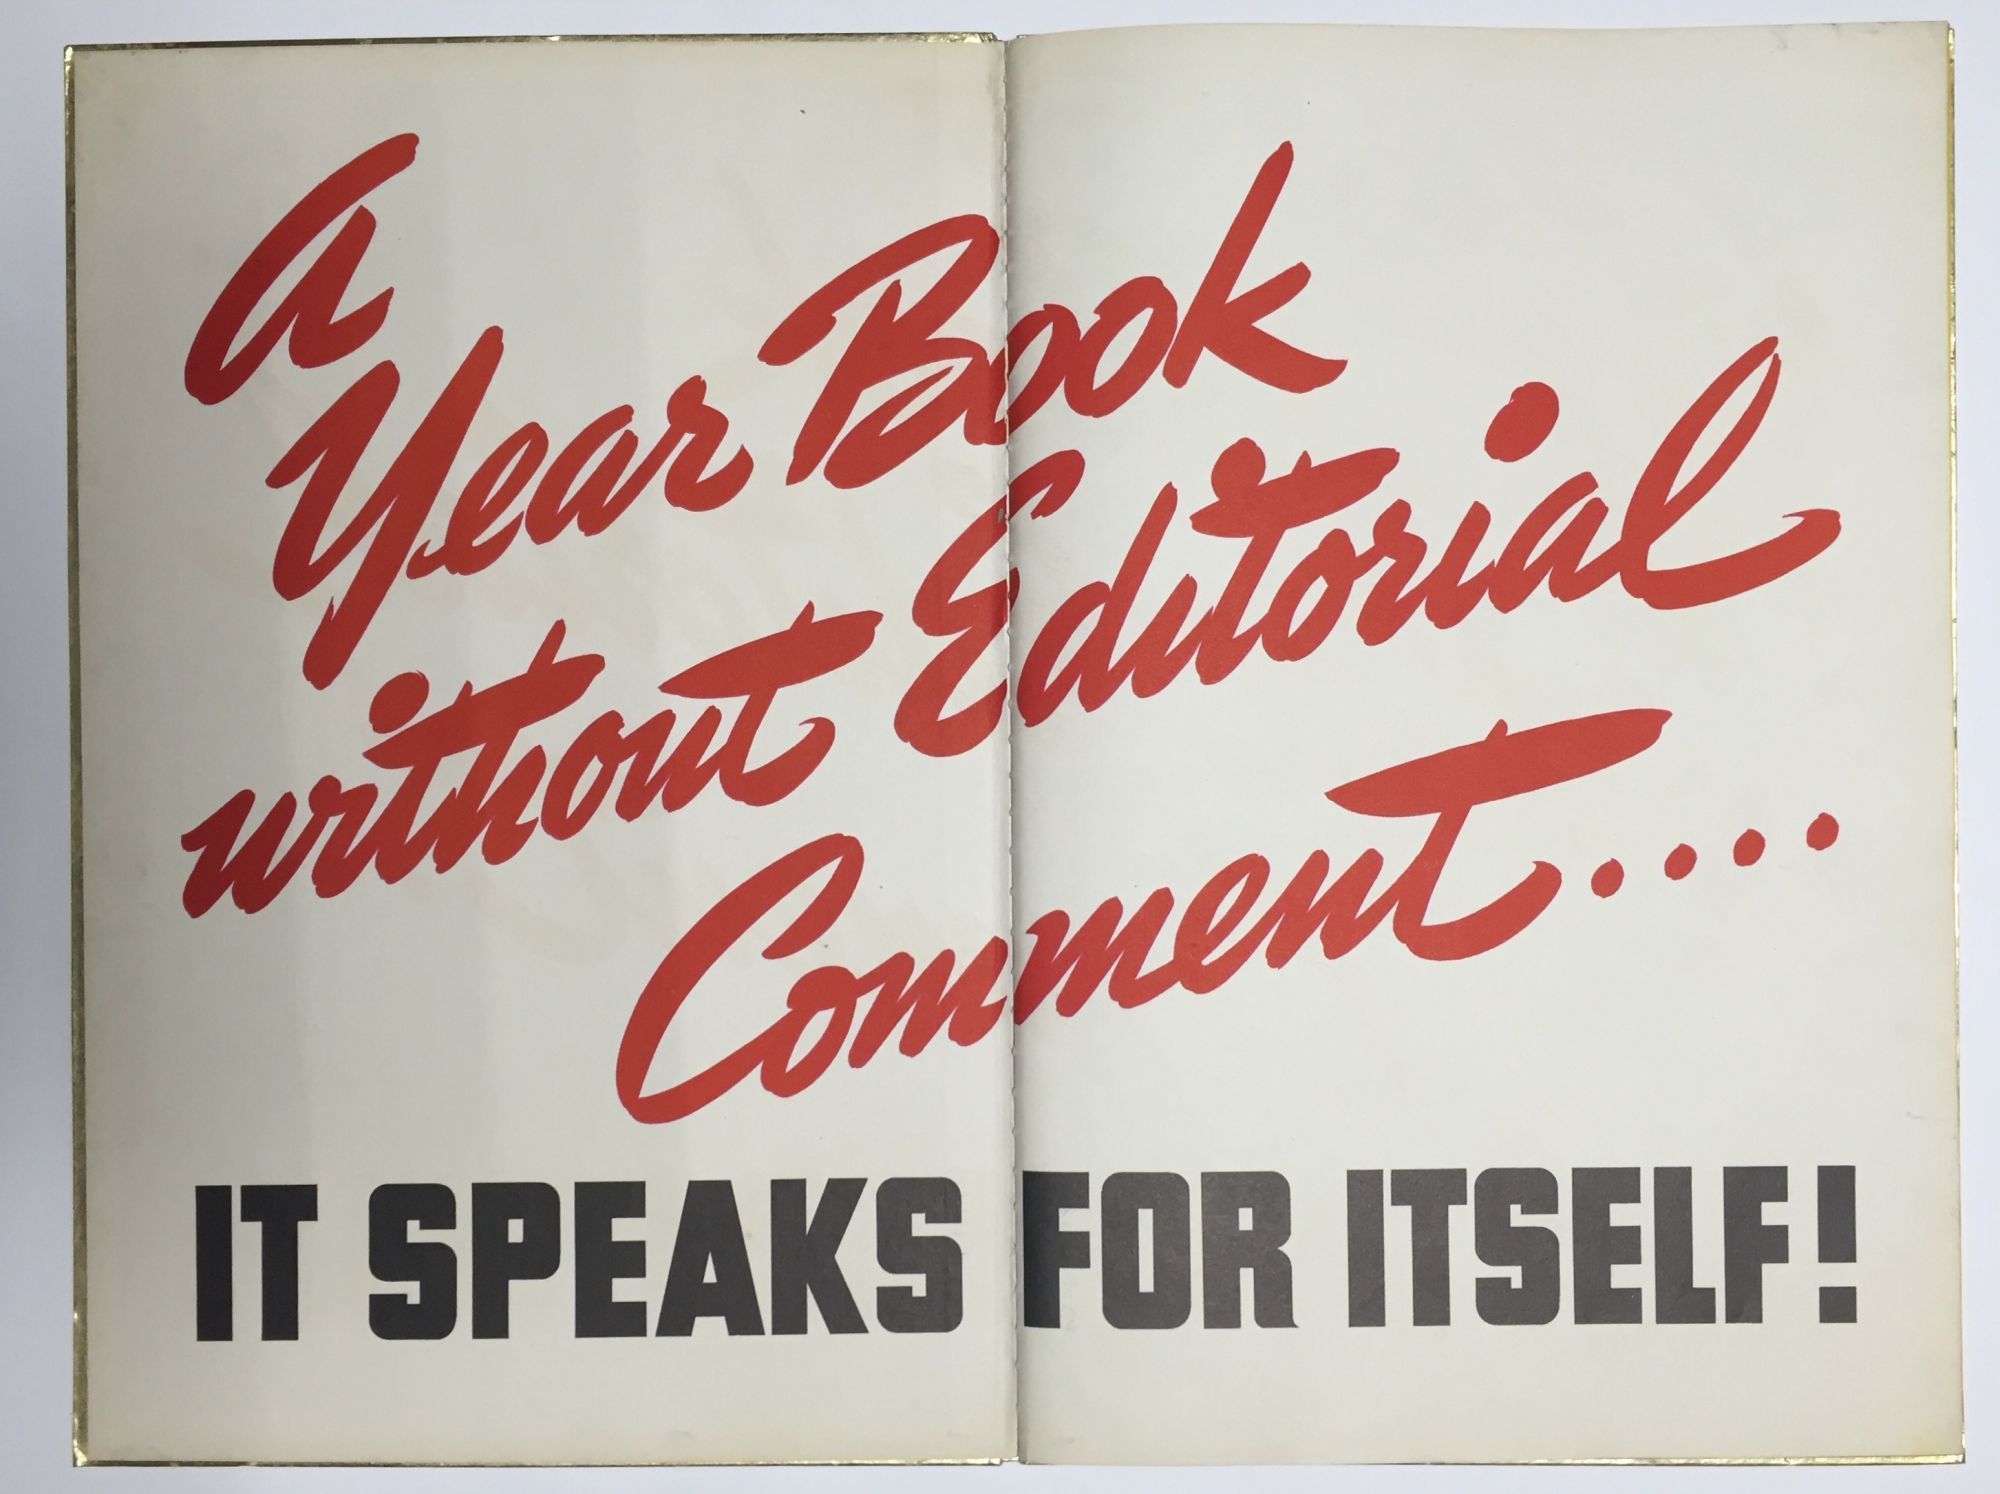 A
Year Book
without Editorial
Comment....
IT SPEAKS FOR ITSELF!